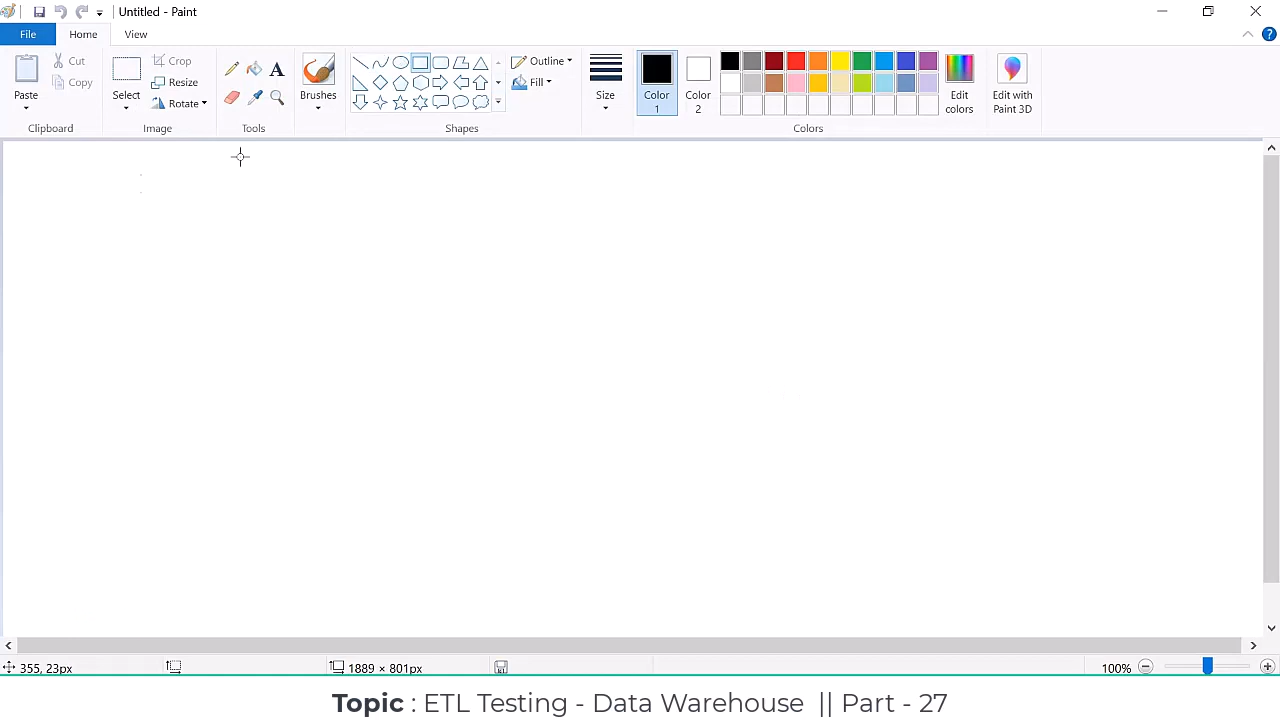 Untitled - Paint
File Home View
Paste
Cut
Copy
Clipboard
Select
Crop
Resize
Rotate
Image
A
Tools
Brushes
Outline
Fill
Shapes
Size
Color 1
Color 2
Edit colors
Colors
Edit with Paint 3D
355, 23px
1889 × 801px
100%
Topic : ETL Testing - Data Warehouse || Part - 27